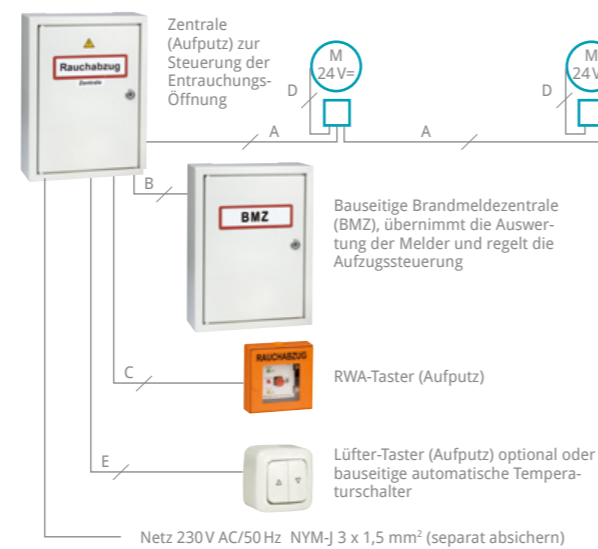 Zentrale
(Aufputz) zur
Steuerung der
Entrauchungs-
Öffnung
Rauchabzug
Zentrale
M
24 V=
D
A
M
24 V
D
A
B
BMZ
Bauseitige Brandmeldezentrale
(BMZ), übernimmt die Auswer-
tung der Melder und regelt die
Aufzugssteuerung
C
RAUCHABZUG
RWA-Taster (Aufputz)
E
Lüfter-Taster (Aufputz) optional oder
bauseitige automatische Tempera-
turschalter
Netz 230 V AC/50 Hz NYM-J 3 x 1,5 mm² (separat absichern)